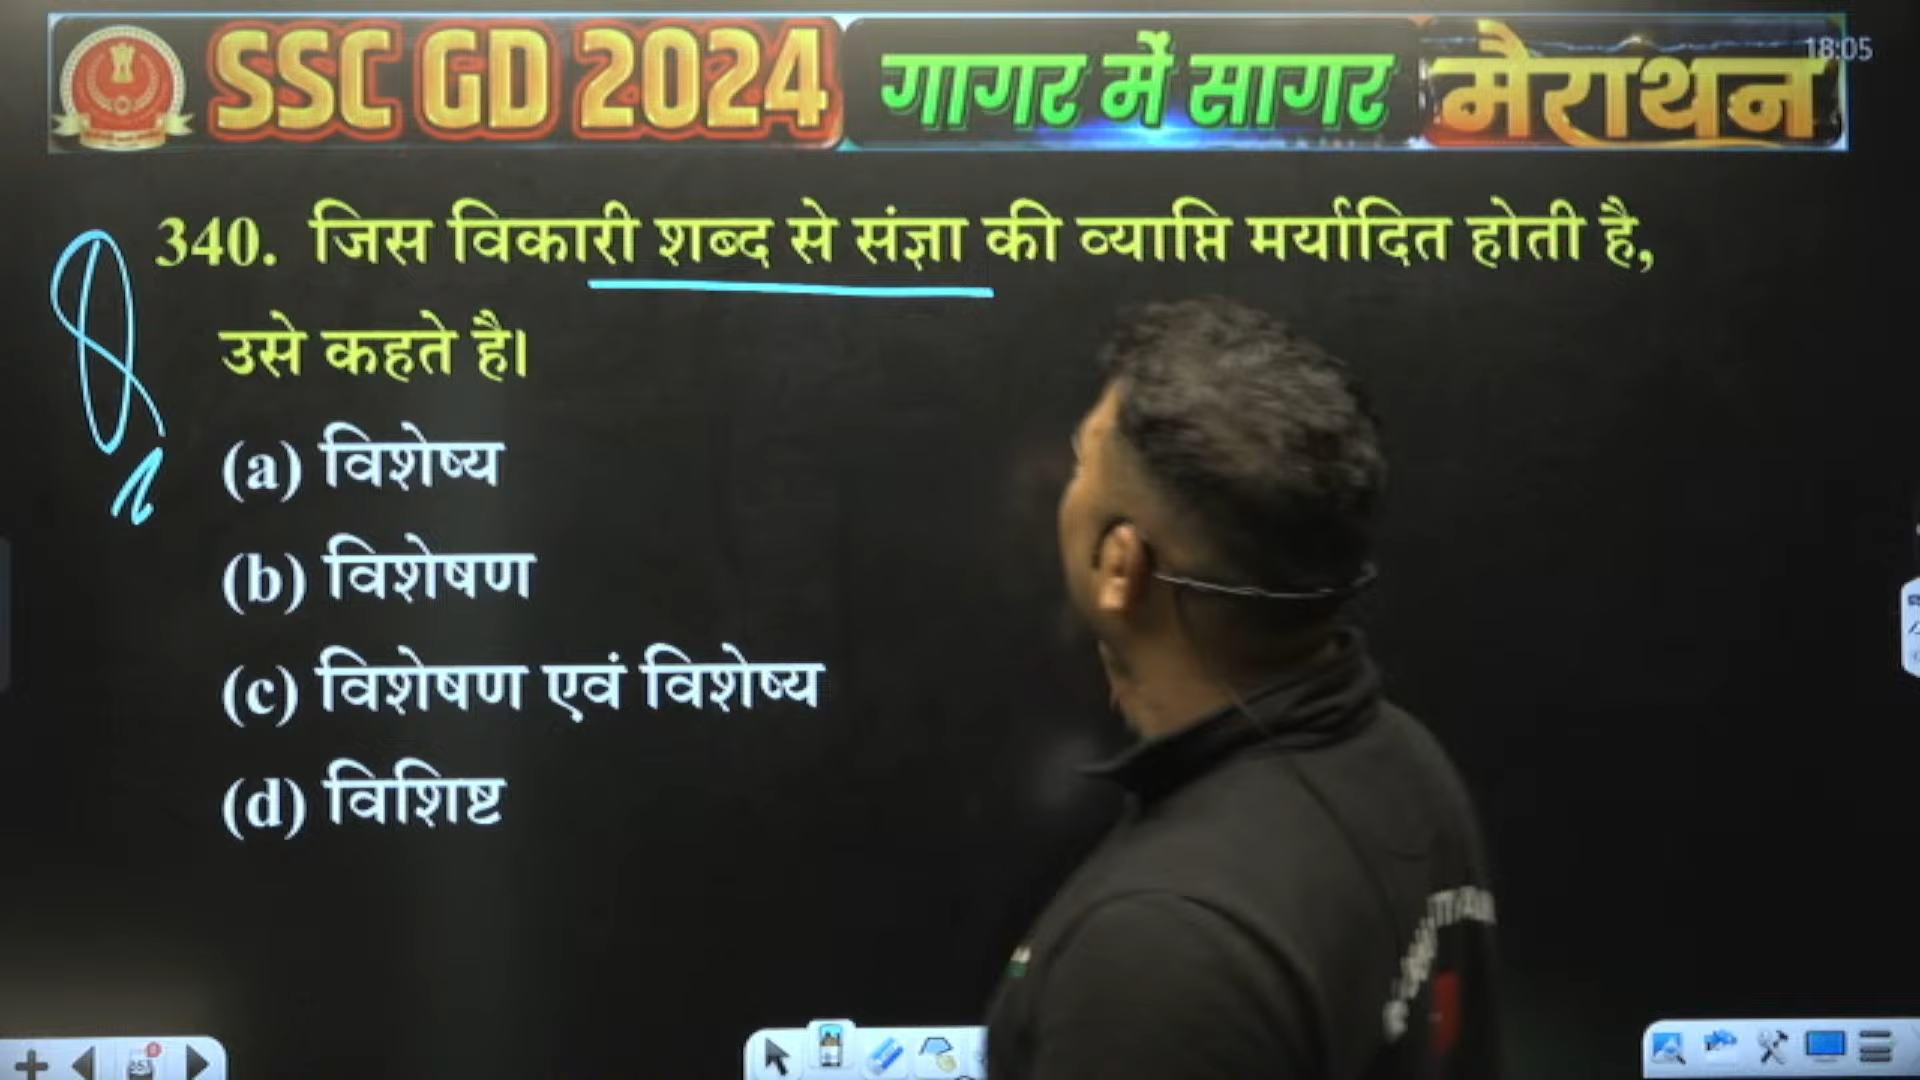 SSC GD 2024 गागर में सागर मैराथन
18:05
340. जिस विकारी शब्द से संज्ञा की व्याप्ति मर्यादित होती है,
उसे कहते है।
(a) विशेष्य
(b) विशेषण
(c) विशेषण एवं विशेष्य
(d) विशिष्ट